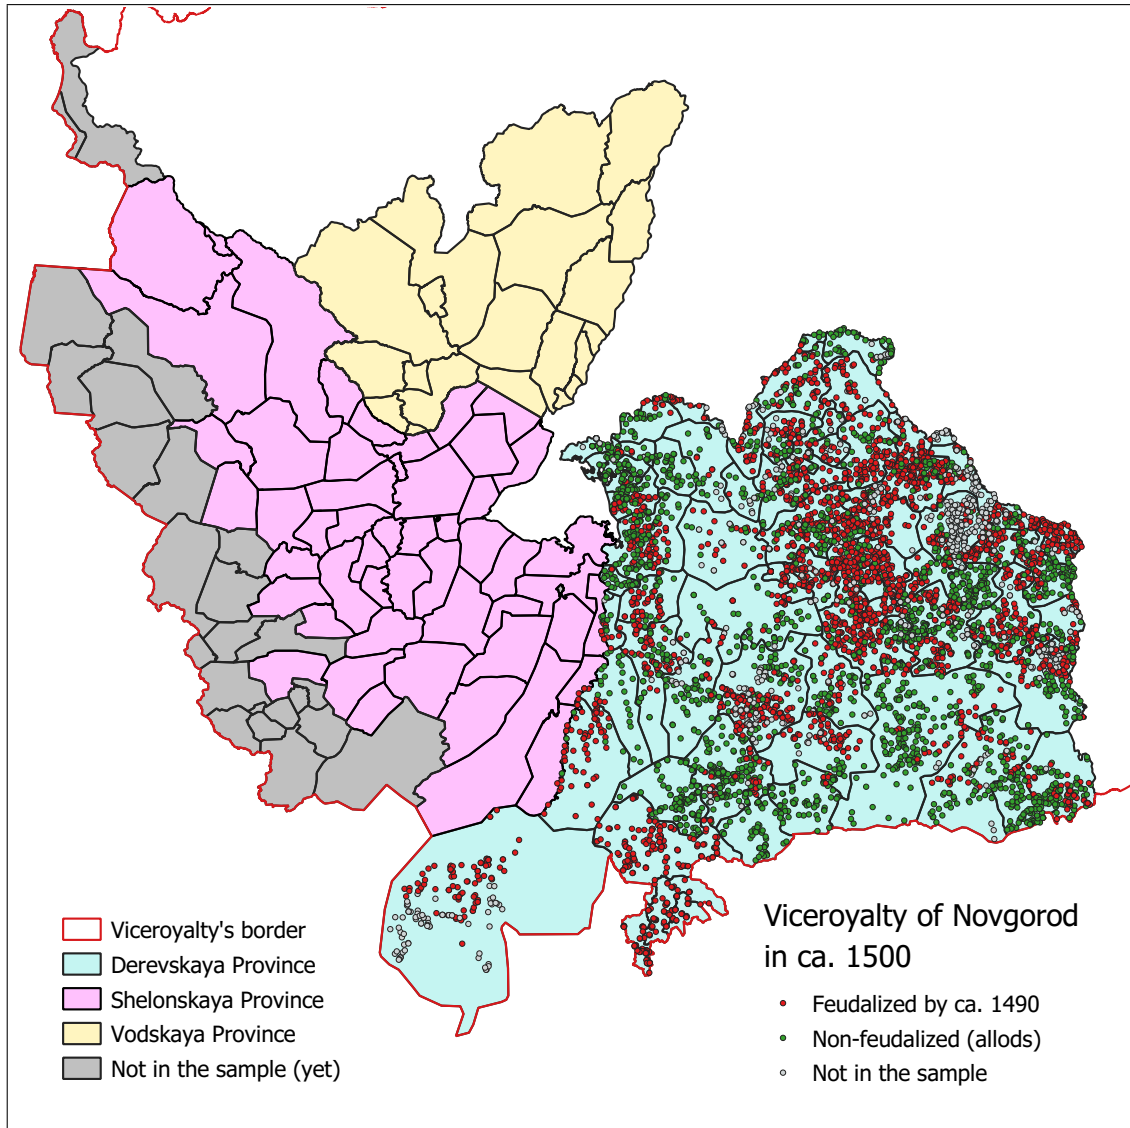 Viceroyalty's border
Derevskaya Province
Shelonskaya Province
Vodskaya Province
Not in the sample (yet)
Viceroyalty of Novgorod
in ca. 1500
Feudalized by ca. 1490
Non-feudalized (allods)
Not in the sample